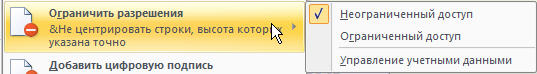 Ограничить разрешения
&Не центрировать строки, высота котор
указана точно
Добавить цифровую подпись
Неограниченный доступ
Ограниченный доступ
Управление учетными данными